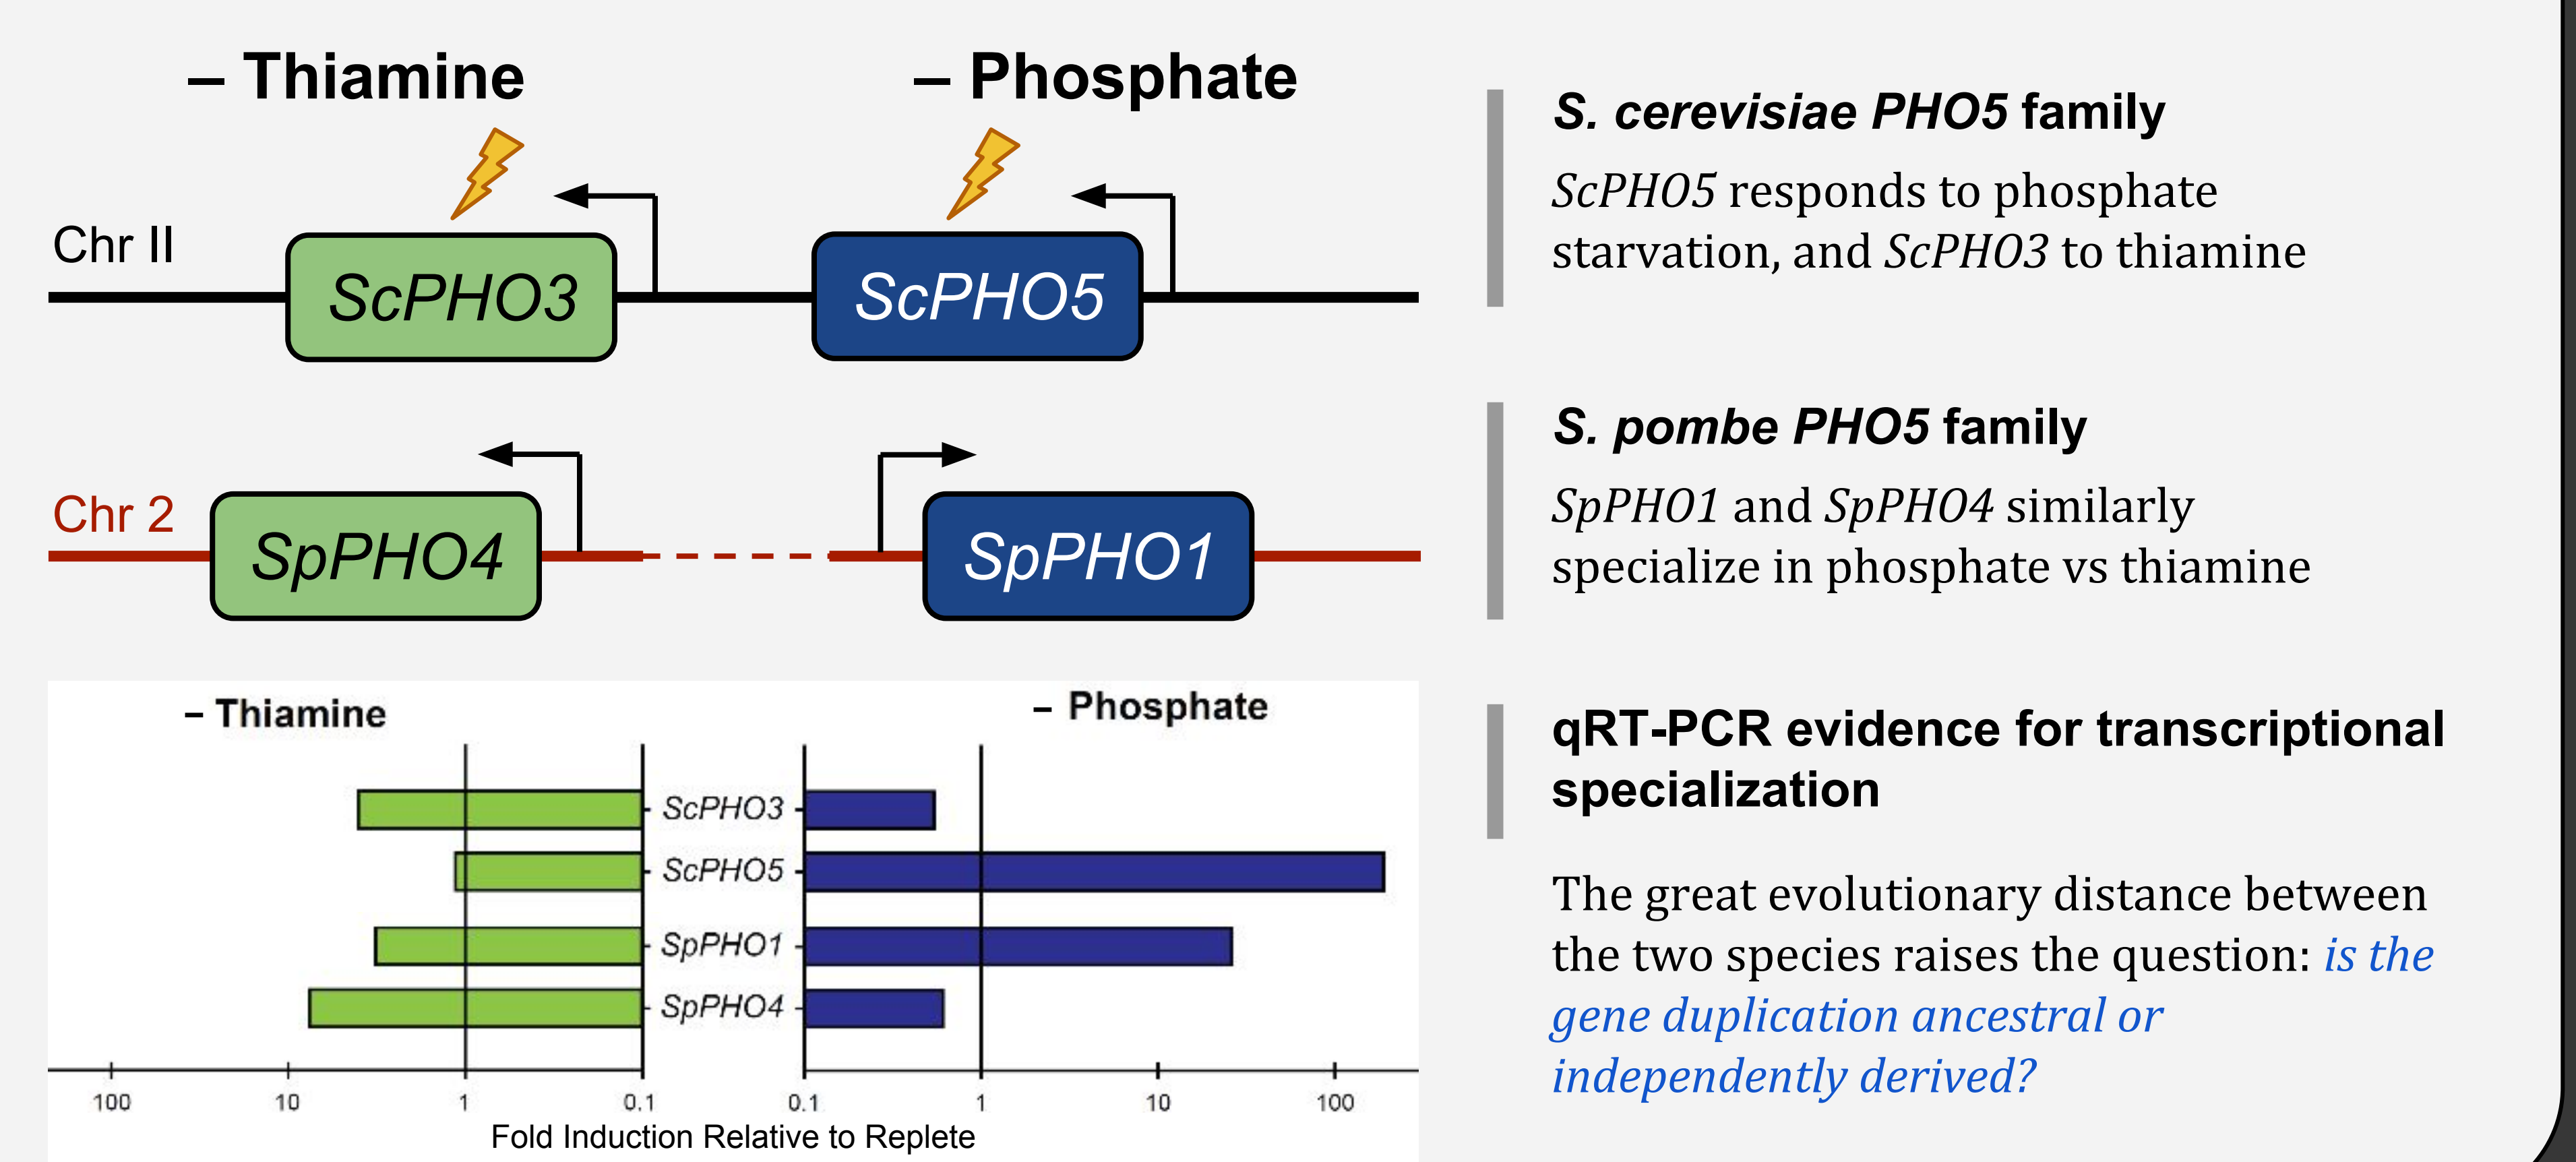 – Thiamine
– Phosphate
Chr II
ScPHO3
ScPHO5
Chr 2
SpPHO4
SpPHO1
– Thiamine
– Phosphate
ScPHO3
ScPHO5
SpPHO1
SpPHO4
100 10 1 0.1 0.1 1 10 100
Fold Induction Relative to Replete
S. cerevisiae PHO5 family
ScPHO5 responds to phosphate
starvation, and ScPHO3 to thiamine
S. pombe PHO5 family
SpPHO1 and SpPHO4 similarly
specialize in phosphate vs thiamine
qRT-PCR evidence for transcriptional
specialization
The great evolutionary distance between
the two species raises the question: is the
gene duplication ancestral or
independently derived?